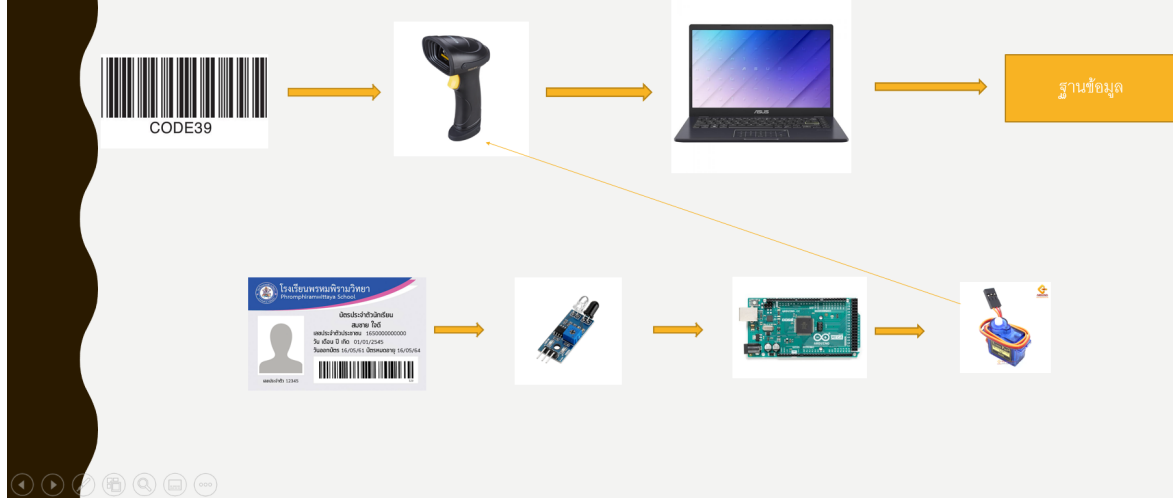 CODE39
ฐานข้อมูล
โรงเรียนพรหมพิรามวิทยา
Phromphiramwittaya School
บัตรประจำตัวนักเรียน
สมชาย ใจดี
เลขประจำตัวประชาชน 1650000000000
วัน เดือน ปี เกิด 01/01/2545
วันออกบัตร 16/05/61 บัตรหมดอายุ 16/05/64
เลขประจำตัว 12345